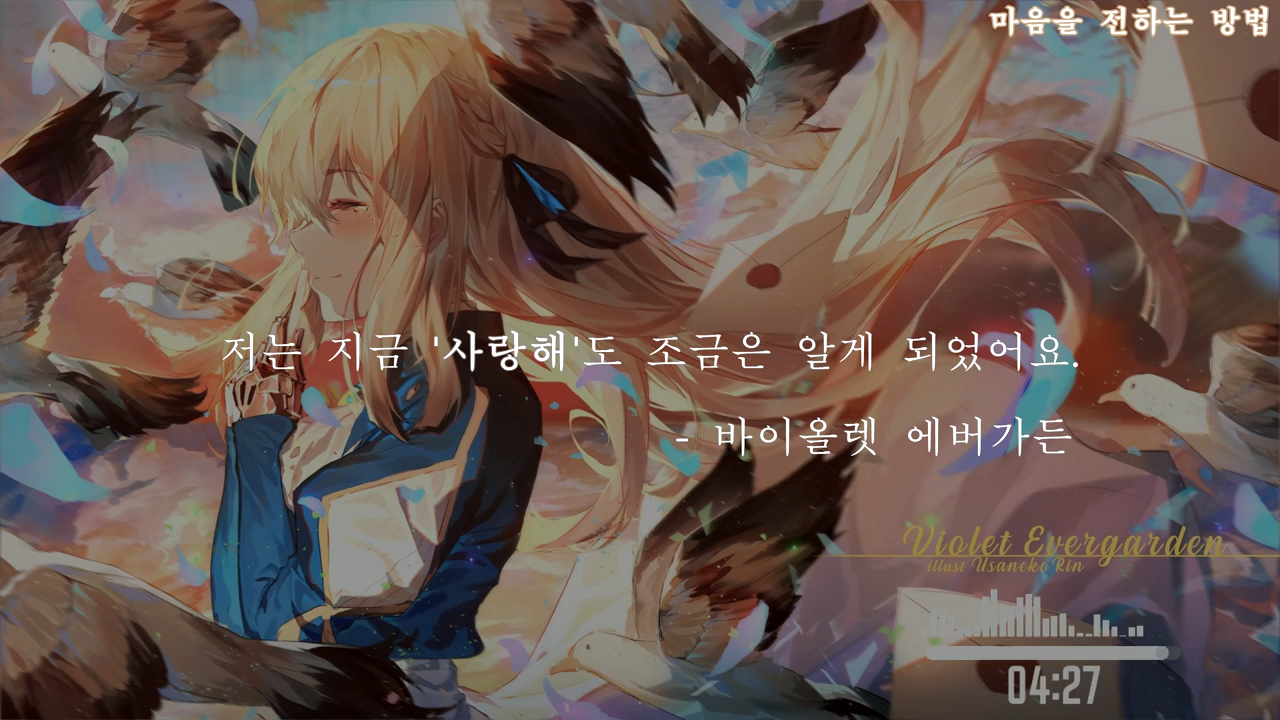 마음을 전하는 방법
저는 지금 '사랑해'도 조금은 알게 되었어요.
- 바이올렛 에버가든
Violet Evergarden
illust UsanekoRin
04:27